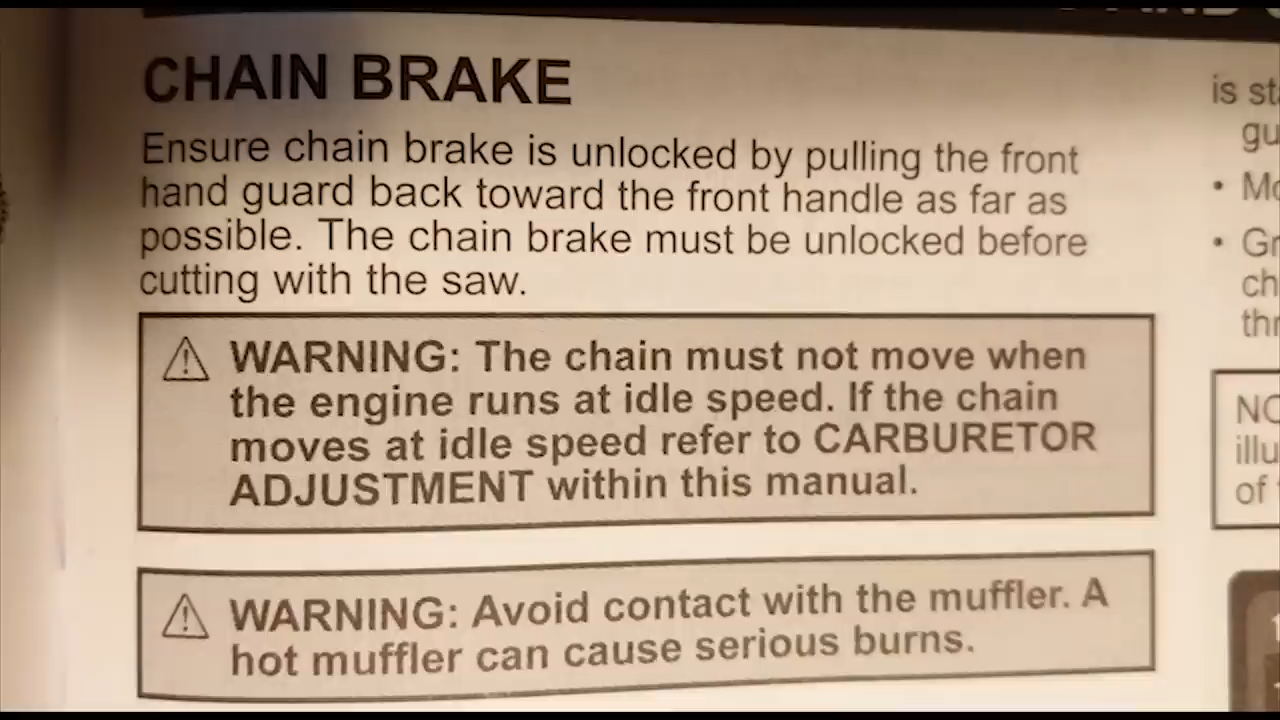 CHAIN BRAKE
Ensure chain brake is unlocked by pulling the front
hand guard back toward the front handle as far as
possible. The chain brake must be unlocked before
cutting with the saw.
WARNING: The chain must not move when
the engine runs at idle speed. If the chain
moves at idle speed refer to CARBURETOR
ADJUSTMENT within this manual.
WARNING: Avoid contact with the muffler. A
hot muffler can cause serious burns.
is
•
•
of